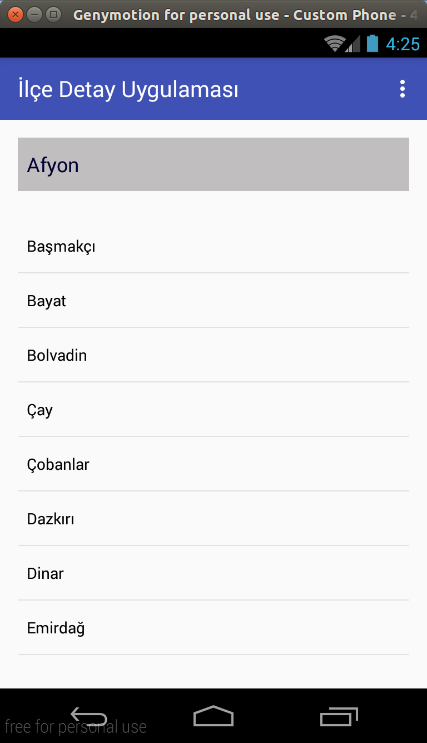 Genymotion for personal use - Custom Phone - 4
4:25
İlçe Detay Uygulaması
Afyon
Başmakçı
Bayat
Bolvadin
Çay
Çobanlar
Dazkırı
Dinar
Emirdağ
free for personal use